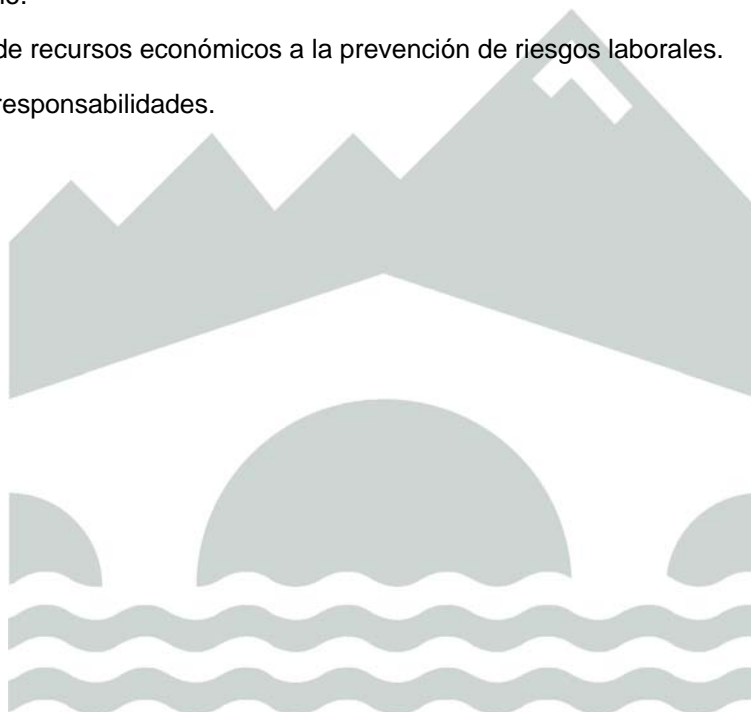 de recursos económicos a la prevención de riesgos laborales.
responsabilidades.